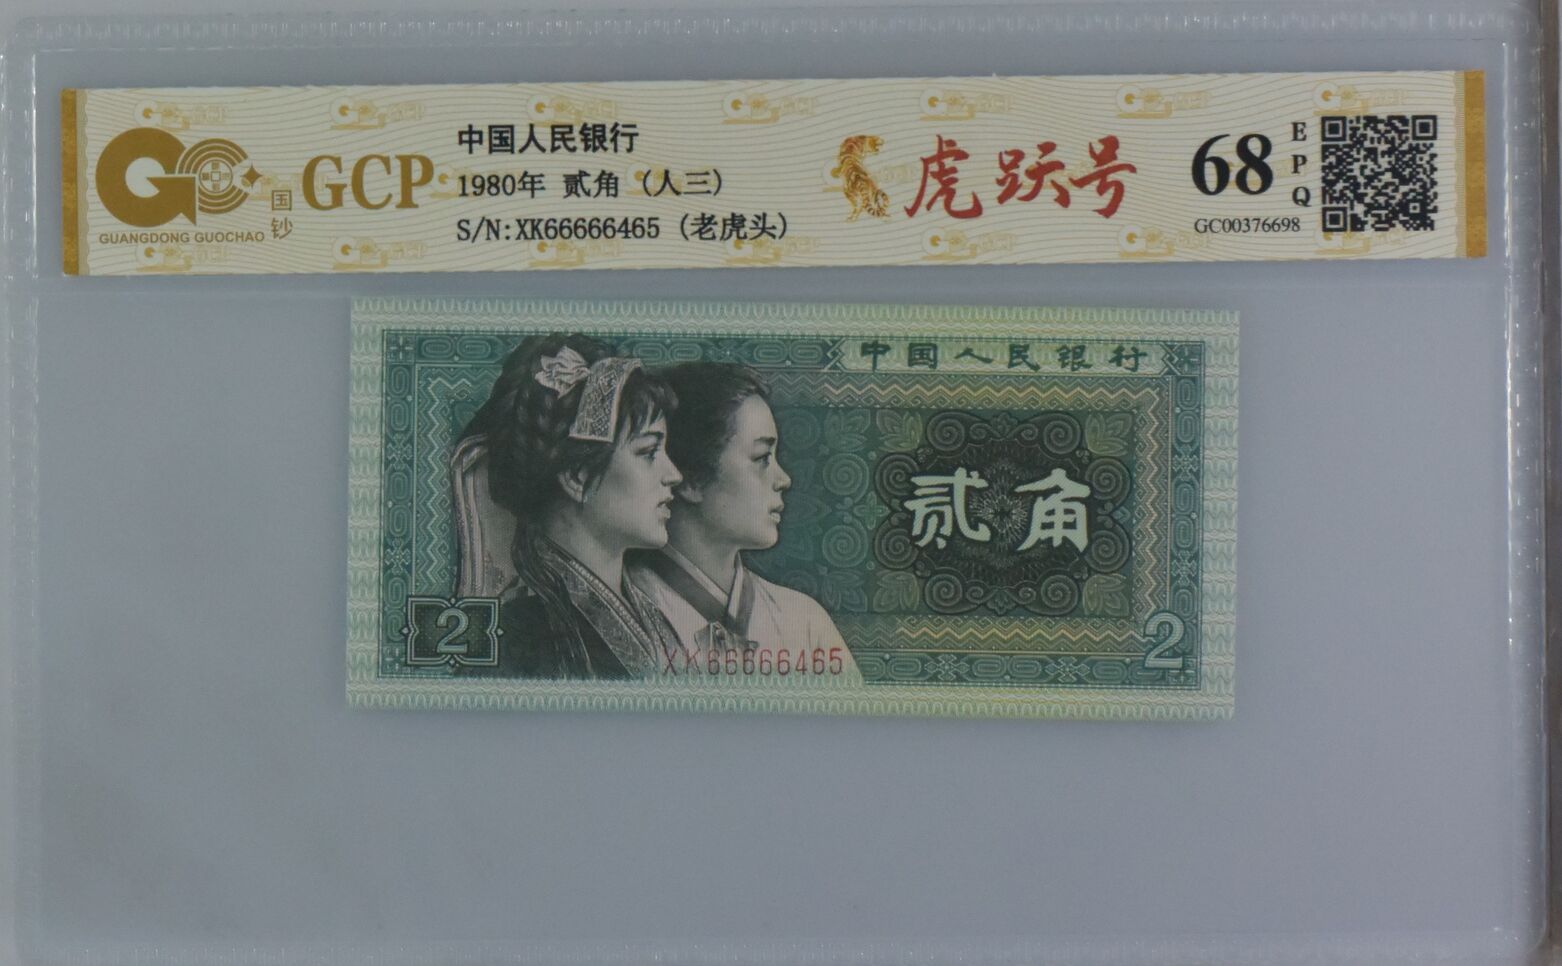 GUANGDONG GUOCHAO
国钞
GCP
中国人民银行
1980年 贰角 (人三)
S/N:XK66666465 (老虎头)
虎跃号
68
EPQ
GC00376698
中国人民银行
贰角
2
XK66666465
2